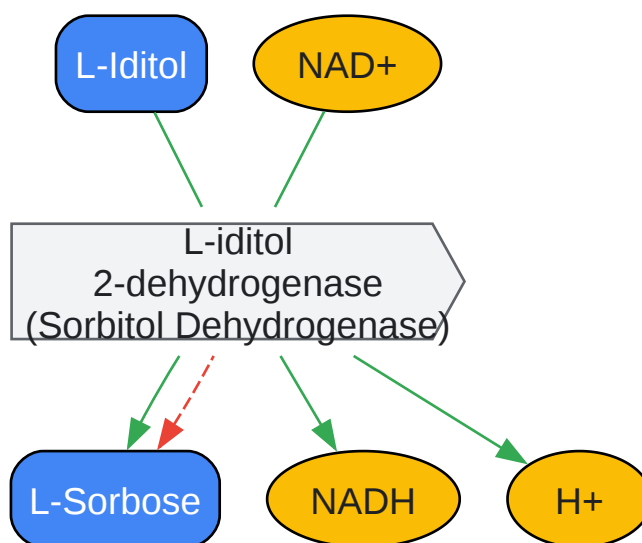 L-Iditol
NAD+
L-iditol
2-dehydrogenase
(Sorbitol Dehydrogenase)
L-Sorbose
NADH
H+